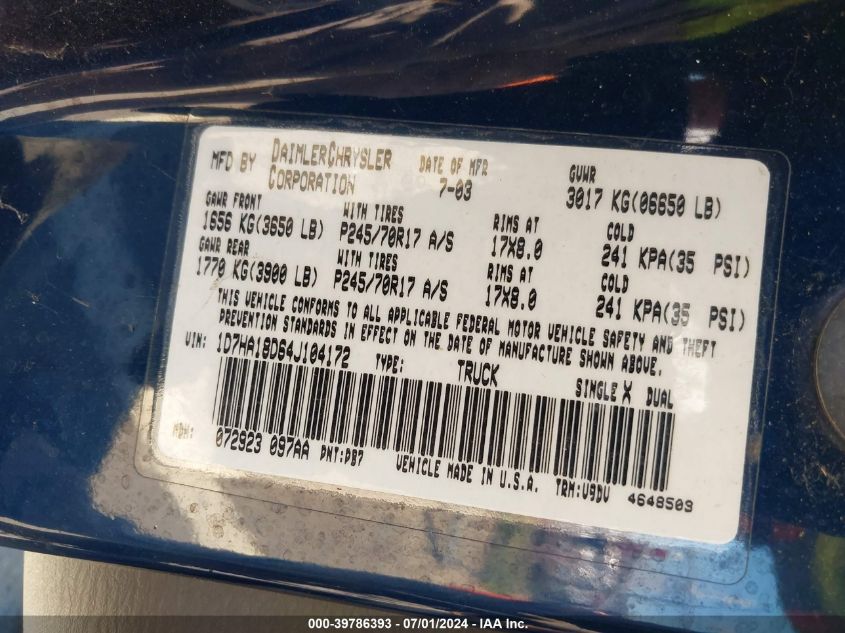 MFD BY DAIMLERCHRYSLER CORPORATION DATE OF MFR 7-03 GVWR 3017 KG(06650 LB)
GAWR FRONT WITH TIRES RIMS AT COLD
1656 KG(3650 LB) P245/70R17 A/S 17X8.0 241 KPA(35 PSI)
GAWR REAR WITH TIRES RIMS AT COLD
1770 KG(3900 LB) P245/70R17 A/S 17X8.0 241 KPA(35 PSI)
THIS VEHICLE CONFORMS TO ALL APPLICABLE FEDERAL MOTOR VEHICLE SAFETY AND THEFT
PREVENTION STANDARDS IN EFFECT ON THE DATE OF MANUFACTURE SHOWN ABOVE.
VIN: 1D7HA18D64J104172 TYPE: TRUCK SINGLE X DUAL
MDH: 072923 097AA PNT:PB7 VEHICLE MADE IN U.S.A. TRM:U9DV 4648509
000-39786393 - 07/01/2024 - IAA Inc.